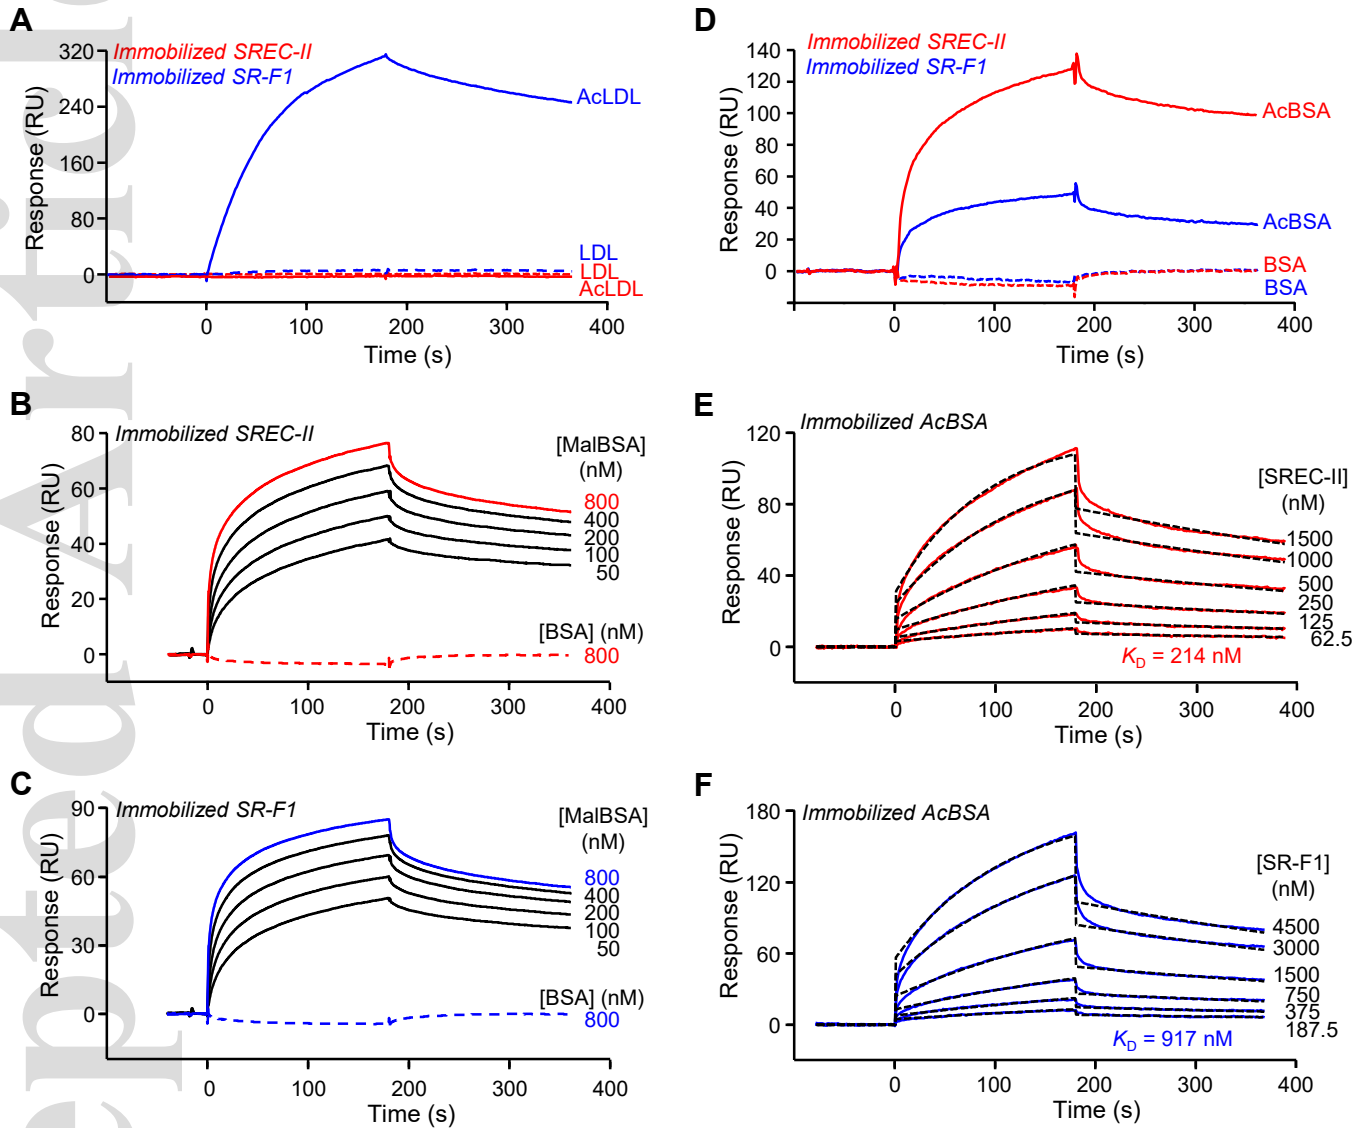 A
Immobilized SREC-II
Immobilized SR-F1
Response (RU)
320
240
160
80
0
AcLDL
LDL
LDL
AcLDL
0 100 200 300 400
Time (s)
B
Immobilized SREC-II
Response (RU)
80
60
40
20
0
[MalBSA]
(nM)
800
400
200
100
50
[BSA] (nM)
800
0 100 200 300 400
Time (s)
C
Immobilized SR-F1
Response (RU)
90
60
30
0
[MalBSA]
(nM)
800
400
200
100
50
[BSA] (nM)
800
0 100 200 300 400
Time (s)
D
Immobilized SREC-II
Immobilized SR-F1
Response (RU)
140
120
100
80
60
40
20
0
AcBSA
AcBSA
BSA
BSA
0 100 200 300 400
Time (s)
E
Immobilized AcBSA
Response (RU)
120
80
40
0
[SREC-II]
(nM)
1500
1000
500
250
125
62.5
KD = 214 nM
0 100 200 300 400
Time (s)
F
Immobilized AcBSA
Response (RU)
180
120
60
0
[SR-F1]
(nM)
4500
3000
1500
750
375
187.5
KD = 917 nM
0 100 200 300 400
Time (s)
epted Article